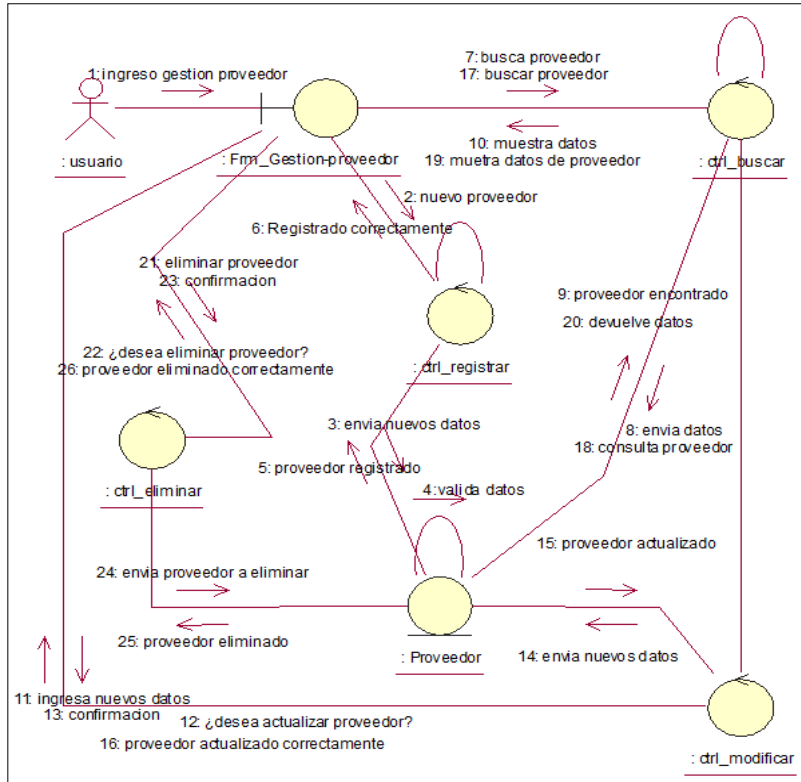 1: ingreso gestion proveedor
7: busca proveedor
17: buscar proveedor
10: muestra datos
19: muetra datos de proveedor
: usuario
: Frm_Gestion-proveedor
: ctrl_buscar
2: nuevo proveedor
6: Registrado correctamente
21: eliminar proveedor
23: confirmacion
9: proveedor encontrado
20: devuelve datos
22: ¿desea eliminar proveedor?
26: proveedor eliminado correctamente
: ctrl_registrar
3: envia nuevos datos
8: envia datos
18: consulta proveedor
5: proveedor registrado
: ctrl_eliminar
4: valida datos
15: proveedor actualizado
24: envia proveedor a eliminar
25: proveedor eliminado
: Proveedor
14: envia nuevos datos
11: ingresa nuevos datos
13: confirmacion
12: ¿desea actualizar proveedor?
16: proveedor actualizado correctamente
: ctrl_modificar